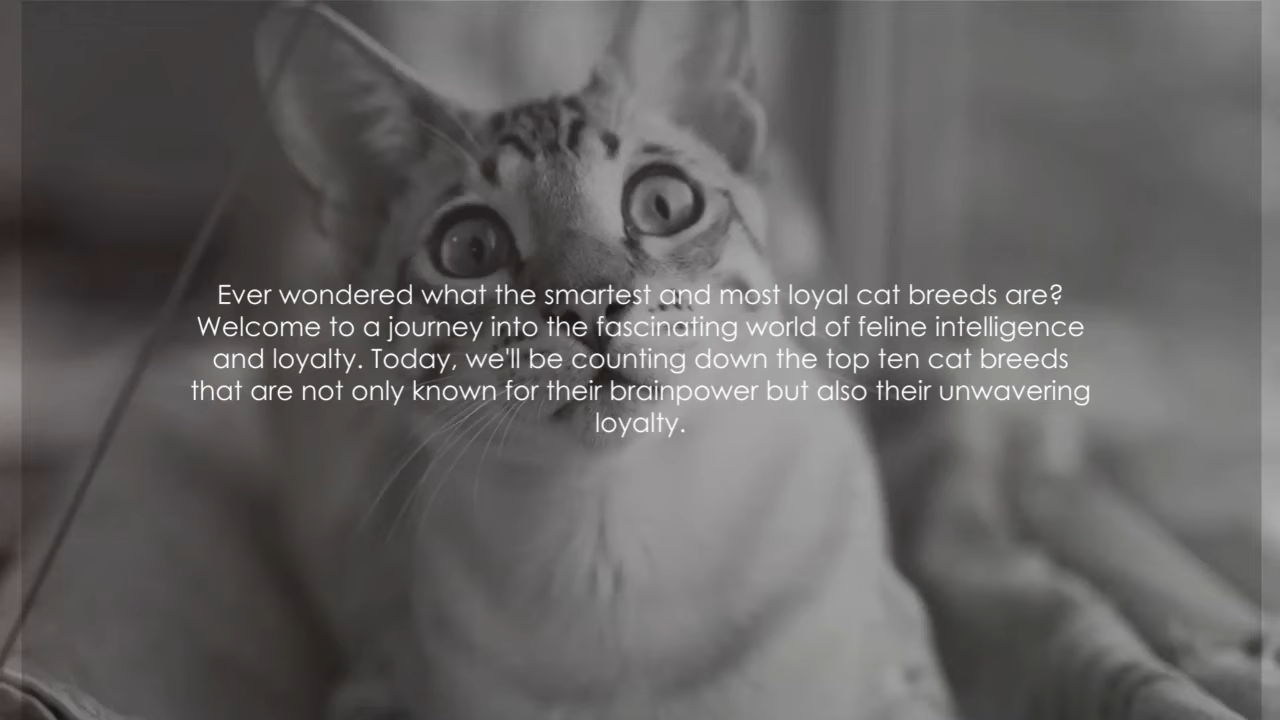 Ever wondered what the smartest and most loyal cat breeds are?
Welcome to a journey into the fascinating world of feline intelligence
and loyalty. Today, we'll be counting down the top ten cat breeds
that are not only known for their brainpower but also their unwavering
loyalty.